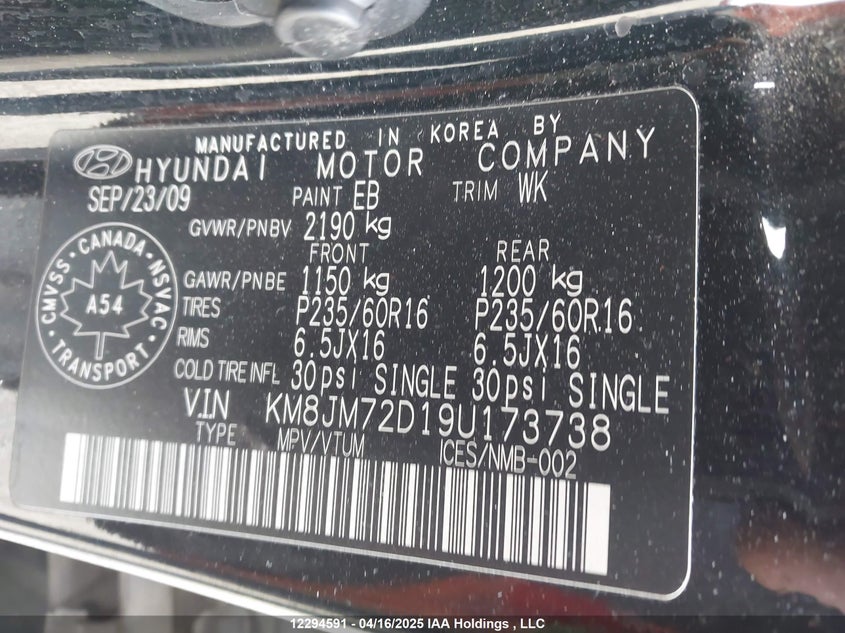 MANUFACTURED IN KOREA BY
HYUNDAI MOTOR COMPANY
SEP/23/09 PAINT EB TRIM WK
GVWR/PNBV 2190 kg
FRONT REAR
GAWR/PNBE 1150 kg 1200 kg
TIRES P235/60R16 P235/60R16
RIMS 6.5JX16 6.5JX16
COLD TIRE INFL 30psi SINGLE 30psi SINGLE
V.IN KM8JM72D19U173738
TYPE MPV/VTUM ICES/NMB-002
CMVSS · CANADA · NSVAC
A54
TRANSPORT
12294591 - 04/16/2025 IAA Holdings , LLC